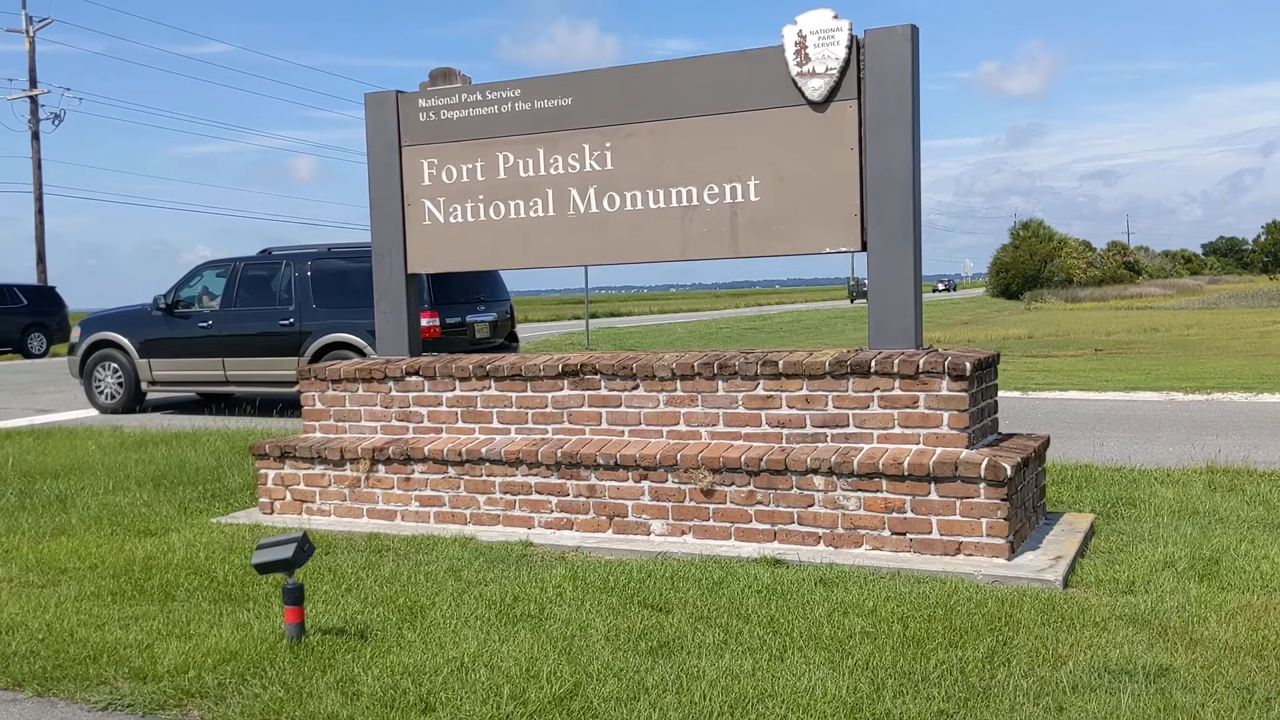 National Park Service
U.S. Department of the Interior
NATIONAL
PARK
SERVICE
Fort Pulaski
National Monument